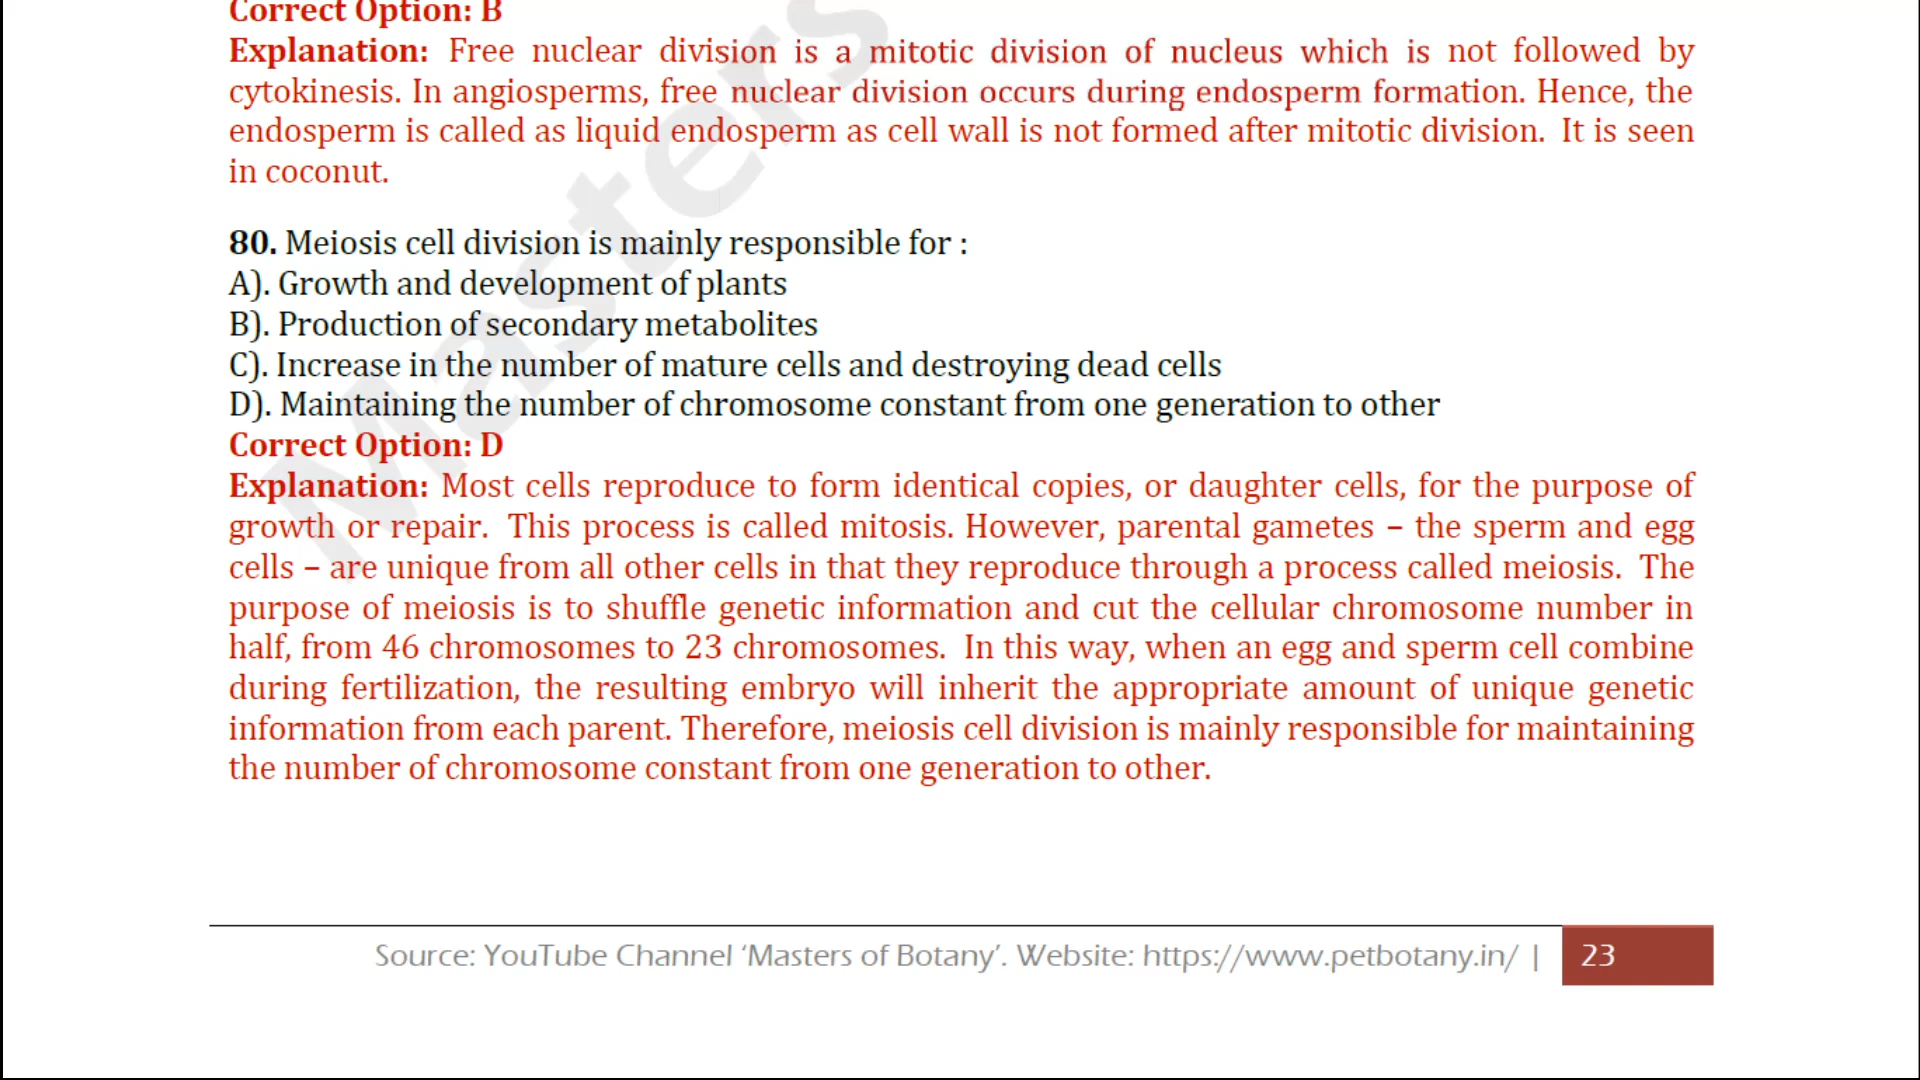 Correct Option: B
Explanation: Free nuclear division is a mitotic division of nucleus which is not followed by
cytokinesis. In angiosperms, free nuclear division occurs during endosperm formation. Hence, the
endosperm is called as liquid endosperm as cell wall is not formed after mitotic division. It is seen
in coconut.
80. Meiosis cell division is mainly responsible for :
A). Growth and development of plants
B). Production of secondary metabolites
C). Increase in the number of mature cells and destroying dead cells
D). Maintaining the number of chromosome constant from one generation to other
Correct Option: D
Explanation: Most cells reproduce to form identical copies, or daughter cells, for the purpose of
growth or repair. This process is called mitosis. However, parental gametes – the sperm and egg
cells – are unique from all other cells in that they reproduce through a process called meiosis. The
purpose of meiosis is to shuffle genetic information and cut the cellular chromosome number in
half, from 46 chromosomes to 23 chromosomes. In this way, when an egg and sperm cell combine
during fertilization, the resulting embryo will inherit the appropriate amount of unique genetic
information from each parent. Therefore, meiosis cell division is mainly responsible for maintaining
the number of chromosome constant from one generation to other.
Masters
Source: YouTube Channel ‘Masters of Botany’. Website: https://www.petbotany.in/ | 23